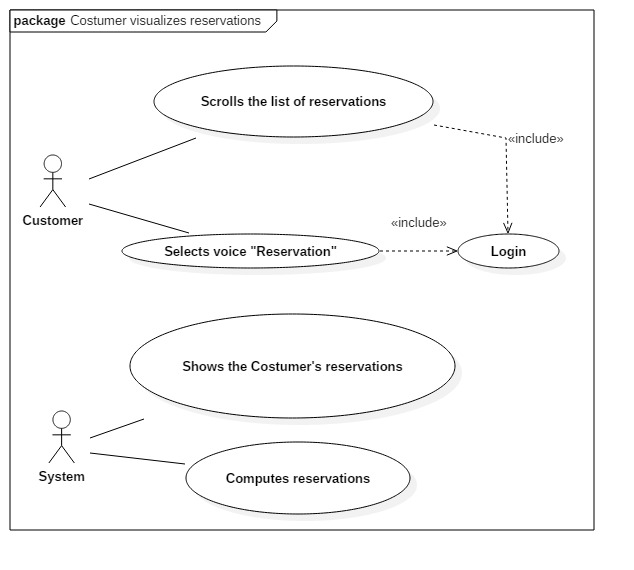 package Costumer visualizes reservations
Scrolls the list of reservations
«include»
Customer
«include»
Selects voice "Reservation"
Login
Shows the Costumer's reservations
System
Computes reservations